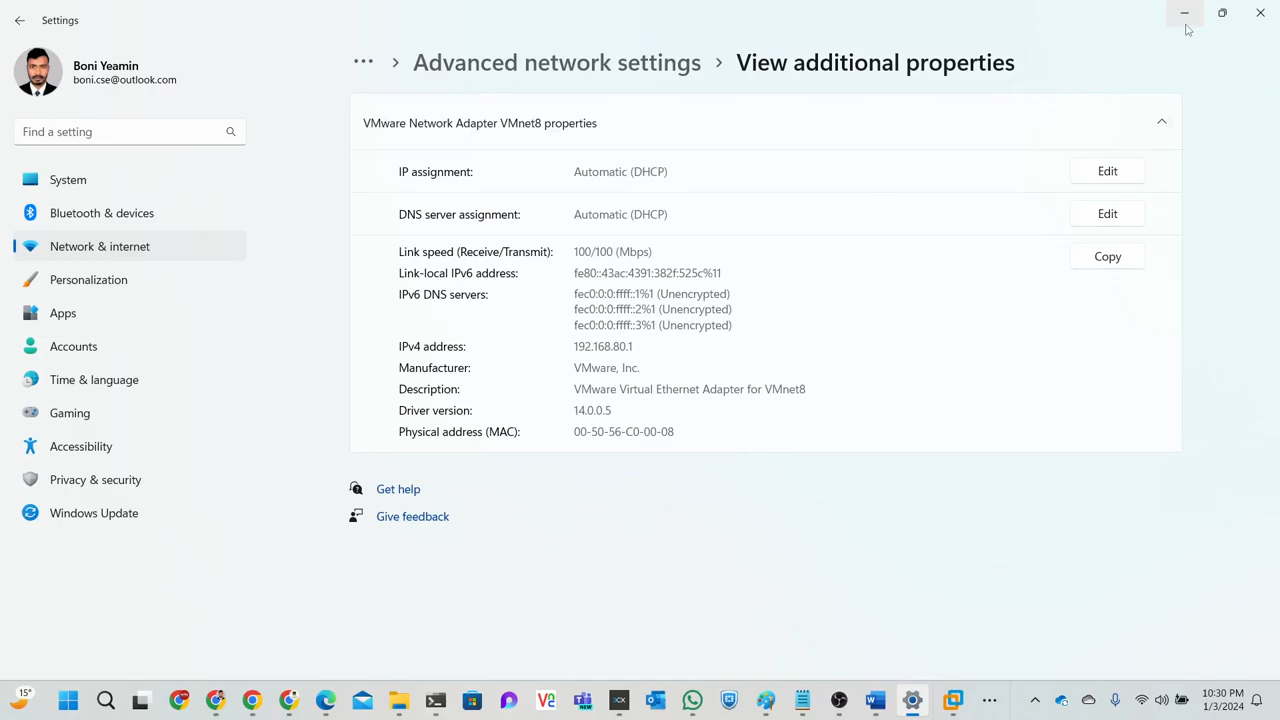 Settings
Boni Yeamin
boni.cse@outlook.com
Find a setting
System
Bluetooth & devices
Network & internet
Personalization
Apps
Accounts
Time & language
Gaming
Accessibility
Privacy & security
Windows Update
… > Advanced network settings > View additional properties
VMware Network Adapter VMnet8 properties
IP assignment: Automatic (DHCP) Edit
DNS server assignment: Automatic (DHCP) Edit
Link speed (Receive/Transmit): 100/100 (Mbps) Copy
Link-local IPv6 address: fe80::43ac:4391:382f:525c%11
IPv6 DNS servers: fec0:0:0:ffff::1%1 (Unencrypted)
fec0:0:0:ffff::2%1 (Unencrypted)
fec0:0:0:ffff::3%1 (Unencrypted)
IPv4 address: 192.168.80.1
Manufacturer: VMware, Inc.
Description: VMware Virtual Ethernet Adapter for VMnet8
Driver version: 14.0.0.5
Physical address (MAC): 00-50-56-C0-00-08
Get help
Give feedback
15°
10:30 PM
1/3/2024